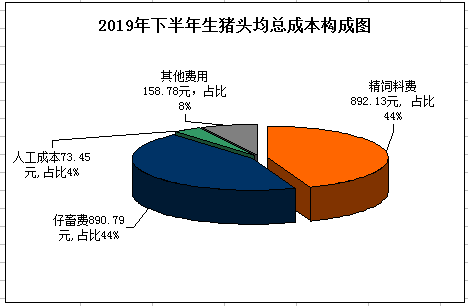 2019年下半年生猪头均总成本构成图
其他费用
158.78元，占比
8%
精饲料费
892.13元, 占比
44%
人工成本73.45
元,占比4%
仔畜费890.79
元,占比44%